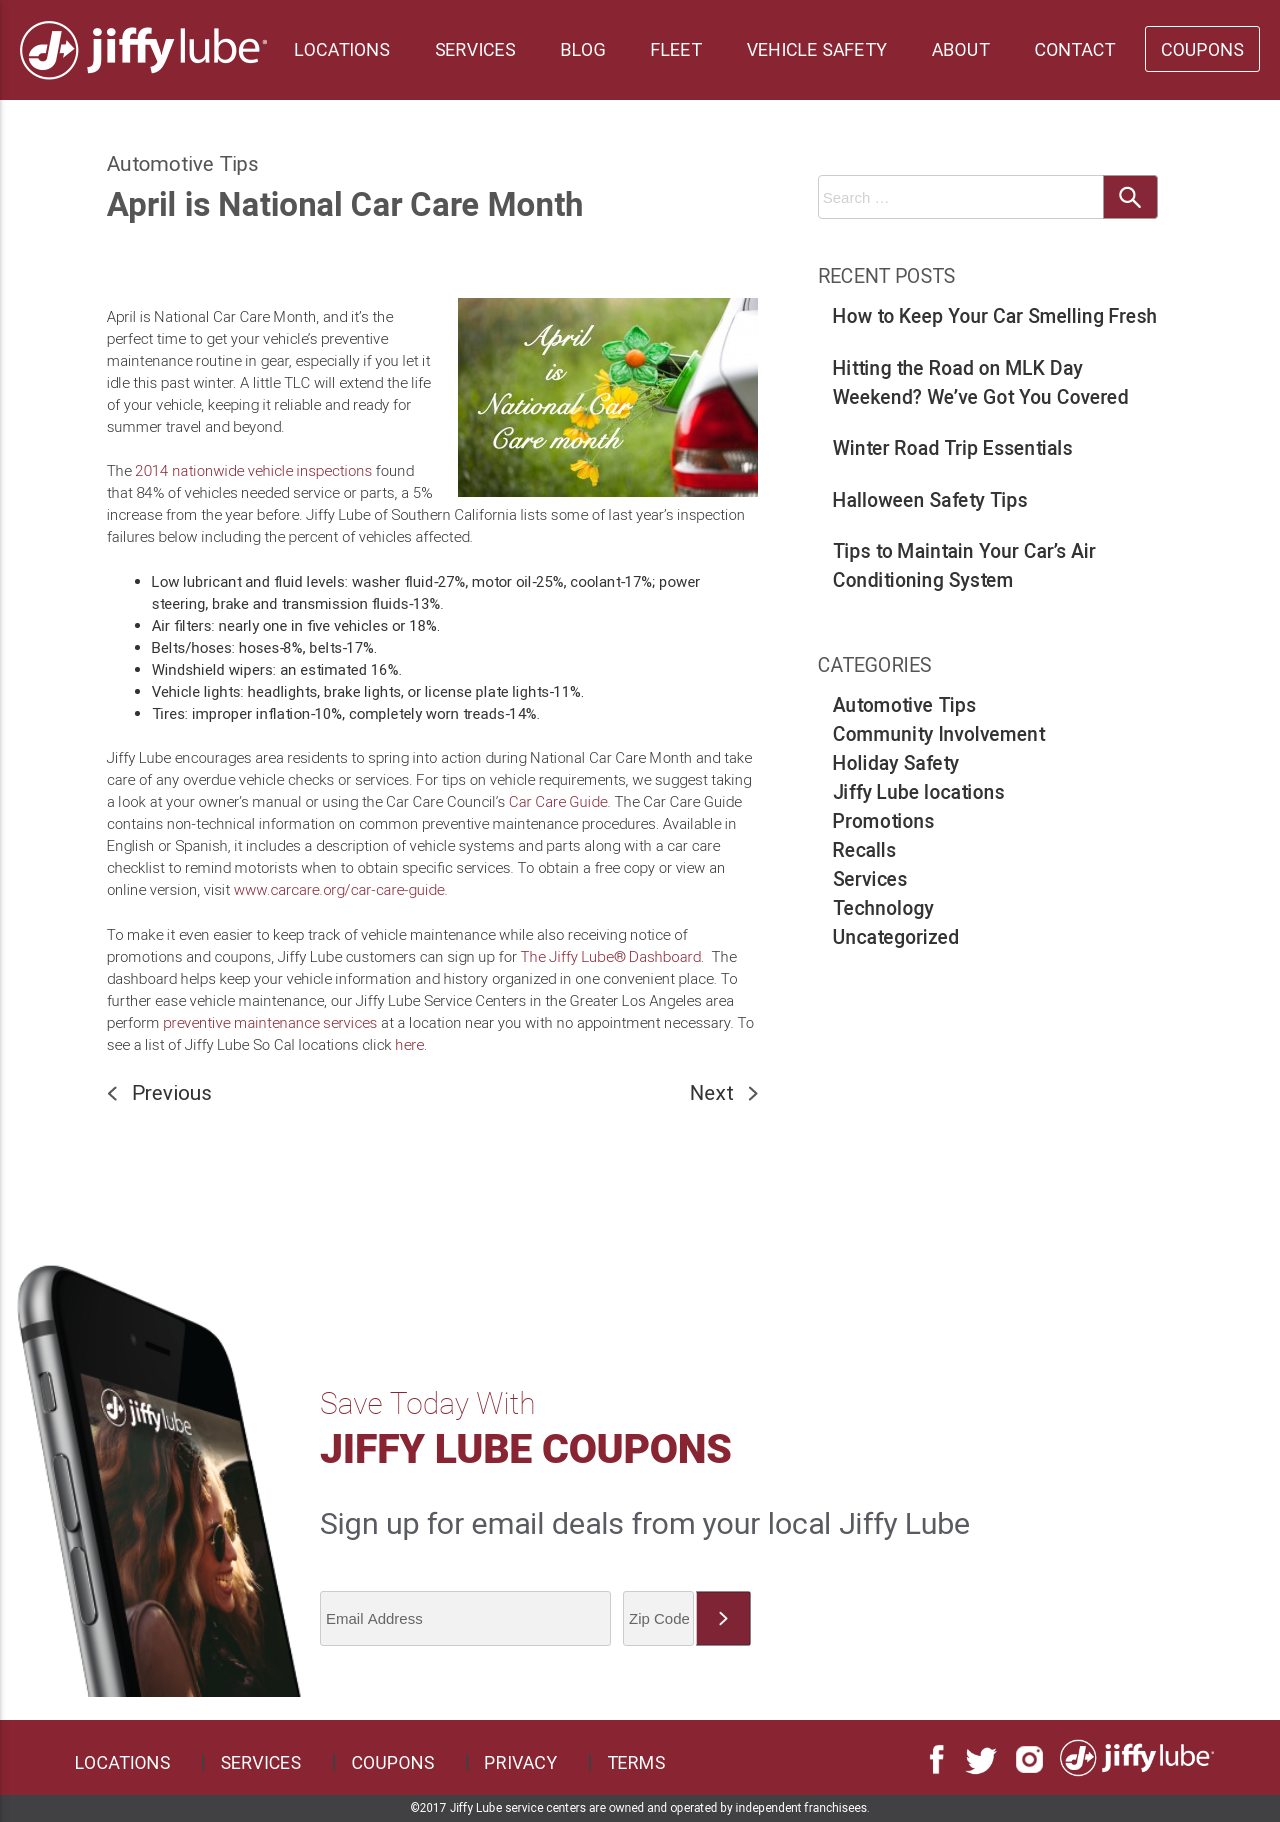 jiffylube
LOCATIONS SERVICES BLOG FLEET VEHICLE SAFETY ABOUT CONTACT COUPONS
Automotive Tips
April is National Car Care Month
April is National Car Care Month, and it’s the
perfect time to get your vehicle’s preventive
maintenance routine in gear, especially if you let it
idle this past winter. A little TLC will extend the life
of your vehicle, keeping it reliable and ready for
summer travel and beyond.
April
is
National Car
Care month
The 2014 nationwide vehicle inspections found
that 84% of vehicles needed service or parts, a 5%
increase from the year before. Jiffy Lube of Southern California lists some of last year’s inspection
failures below including the percent of vehicles affected.
• Low lubricant and fluid levels: washer fluid-27%, motor oil-25%, coolant-17%; power
steering, brake and transmission fluids-13%.
• Air filters: nearly one in five vehicles or 18%.
• Belts/hoses: hoses-8%, belts-17%.
• Windshield wipers: an estimated 16%.
• Vehicle lights: headlights, brake lights, or license plate lights-11%.
• Tires: improper inflation-10%, completely worn treads-14%.
Jiffy Lube encourages area residents to spring into action during National Car Care Month and take
care of any overdue vehicle checks or services. For tips on vehicle requirements, we suggest taking
a look at your owner’s manual or using the Car Care Council’s Car Care Guide. The Car Care Guide
contains non-technical information on common preventive maintenance procedures. Available in
English or Spanish, it includes a description of vehicle systems and parts along with a car care
checklist to remind motorists when to obtain specific services. To obtain a free copy or view an
online version, visit www.carcare.org/car-care-guide.
To make it even easier to keep track of vehicle maintenance while also receiving notice of
promotions and coupons, Jiffy Lube customers can sign up for The Jiffy Lube® Dashboard.  The
dashboard helps keep your vehicle information and history organized in one convenient place. To
further ease vehicle maintenance, our Jiffy Lube Service Centers in the Greater Los Angeles area
perform preventive maintenance services at a location near you with no appointment necessary. To
see a list of Jiffy Lube So Cal locations click here.
Previous Next
Search …
RECENT POSTS
How to Keep Your Car Smelling Fresh
Hitting the Road on MLK Day
Weekend? We’ve Got You Covered
Winter Road Trip Essentials
Halloween Safety Tips
Tips to Maintain Your Car’s Air
Conditioning System
CATEGORIES
Automotive Tips
Community Involvement
Holiday Safety
Jiffy Lube locations
Promotions
Recalls
Services
Technology
Uncategorized
jiffylube
Save Today With
JIFFY LUBE COUPONS
Sign up for email deals from your local Jiffy Lube
Email Address Zip Code
LOCATIONS SERVICES COUPONS PRIVACY TERMS
jiffylube
©2017 Jiffy Lube service centers are owned and operated by independent franchisees.